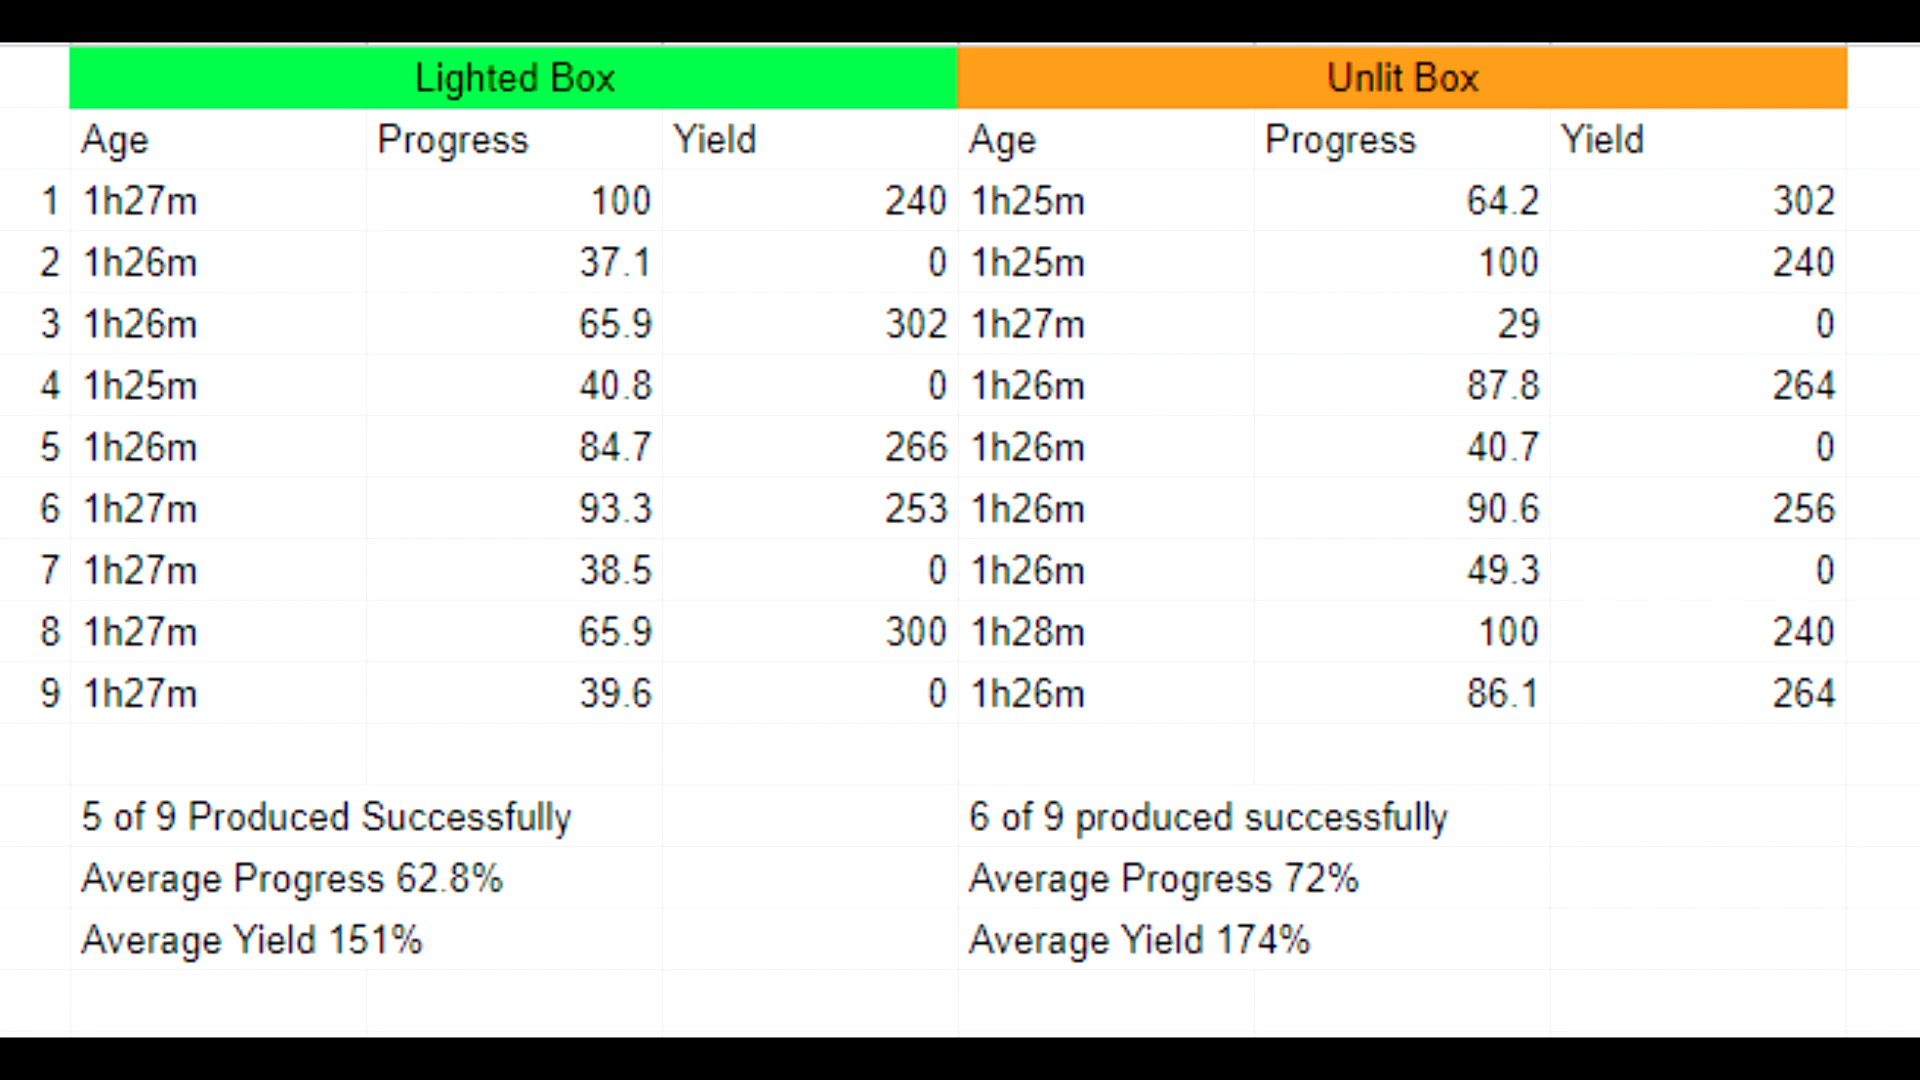 Lighted Box Unlit Box
Age Progress Yield Age Progress Yield
1 1h27m 100 240 1h25m 64.2 302
2 1h26m 37.1 0 1h25m 100 240
3 1h26m 65.9 302 1h27m 29 0
4 1h25m 40.8 0 1h26m 87.8 264
5 1h26m 84.7 266 1h26m 40.7 0
6 1h27m 93.3 253 1h26m 90.6 256
7 1h27m 38.5 0 1h26m 49.3 0
8 1h27m 65.9 300 1h28m 100 240
9 1h27m 39.6 0 1h26m 86.1 264
5 of 9 Produced Successfully 6 of 9 produced successfully
Average Progress 62.8% Average Progress 72%
Average Yield 151% Average Yield 174%